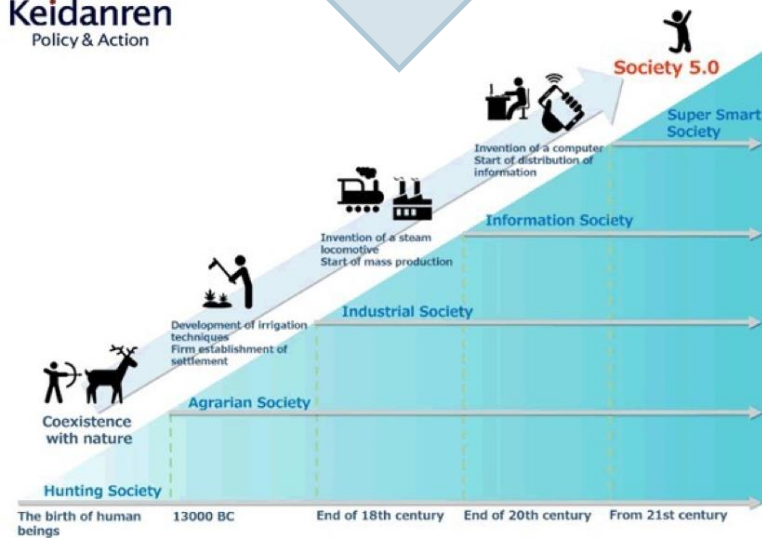 Keidanren
Policy & Action
Society 5.0
Super Smart
Society
Invention of a computer
Start of distribution of
information
Information Society
Invention of a steam
locomotive
Start of mass production
Industrial Society
Development of irrigation
techniques
Firm establishment of
settlement
Agrarian Society
Coexistence
with nature
Hunting Society
The birth of human
beings
13000 BC
End of 18th century
End of 20th century
From 21st century